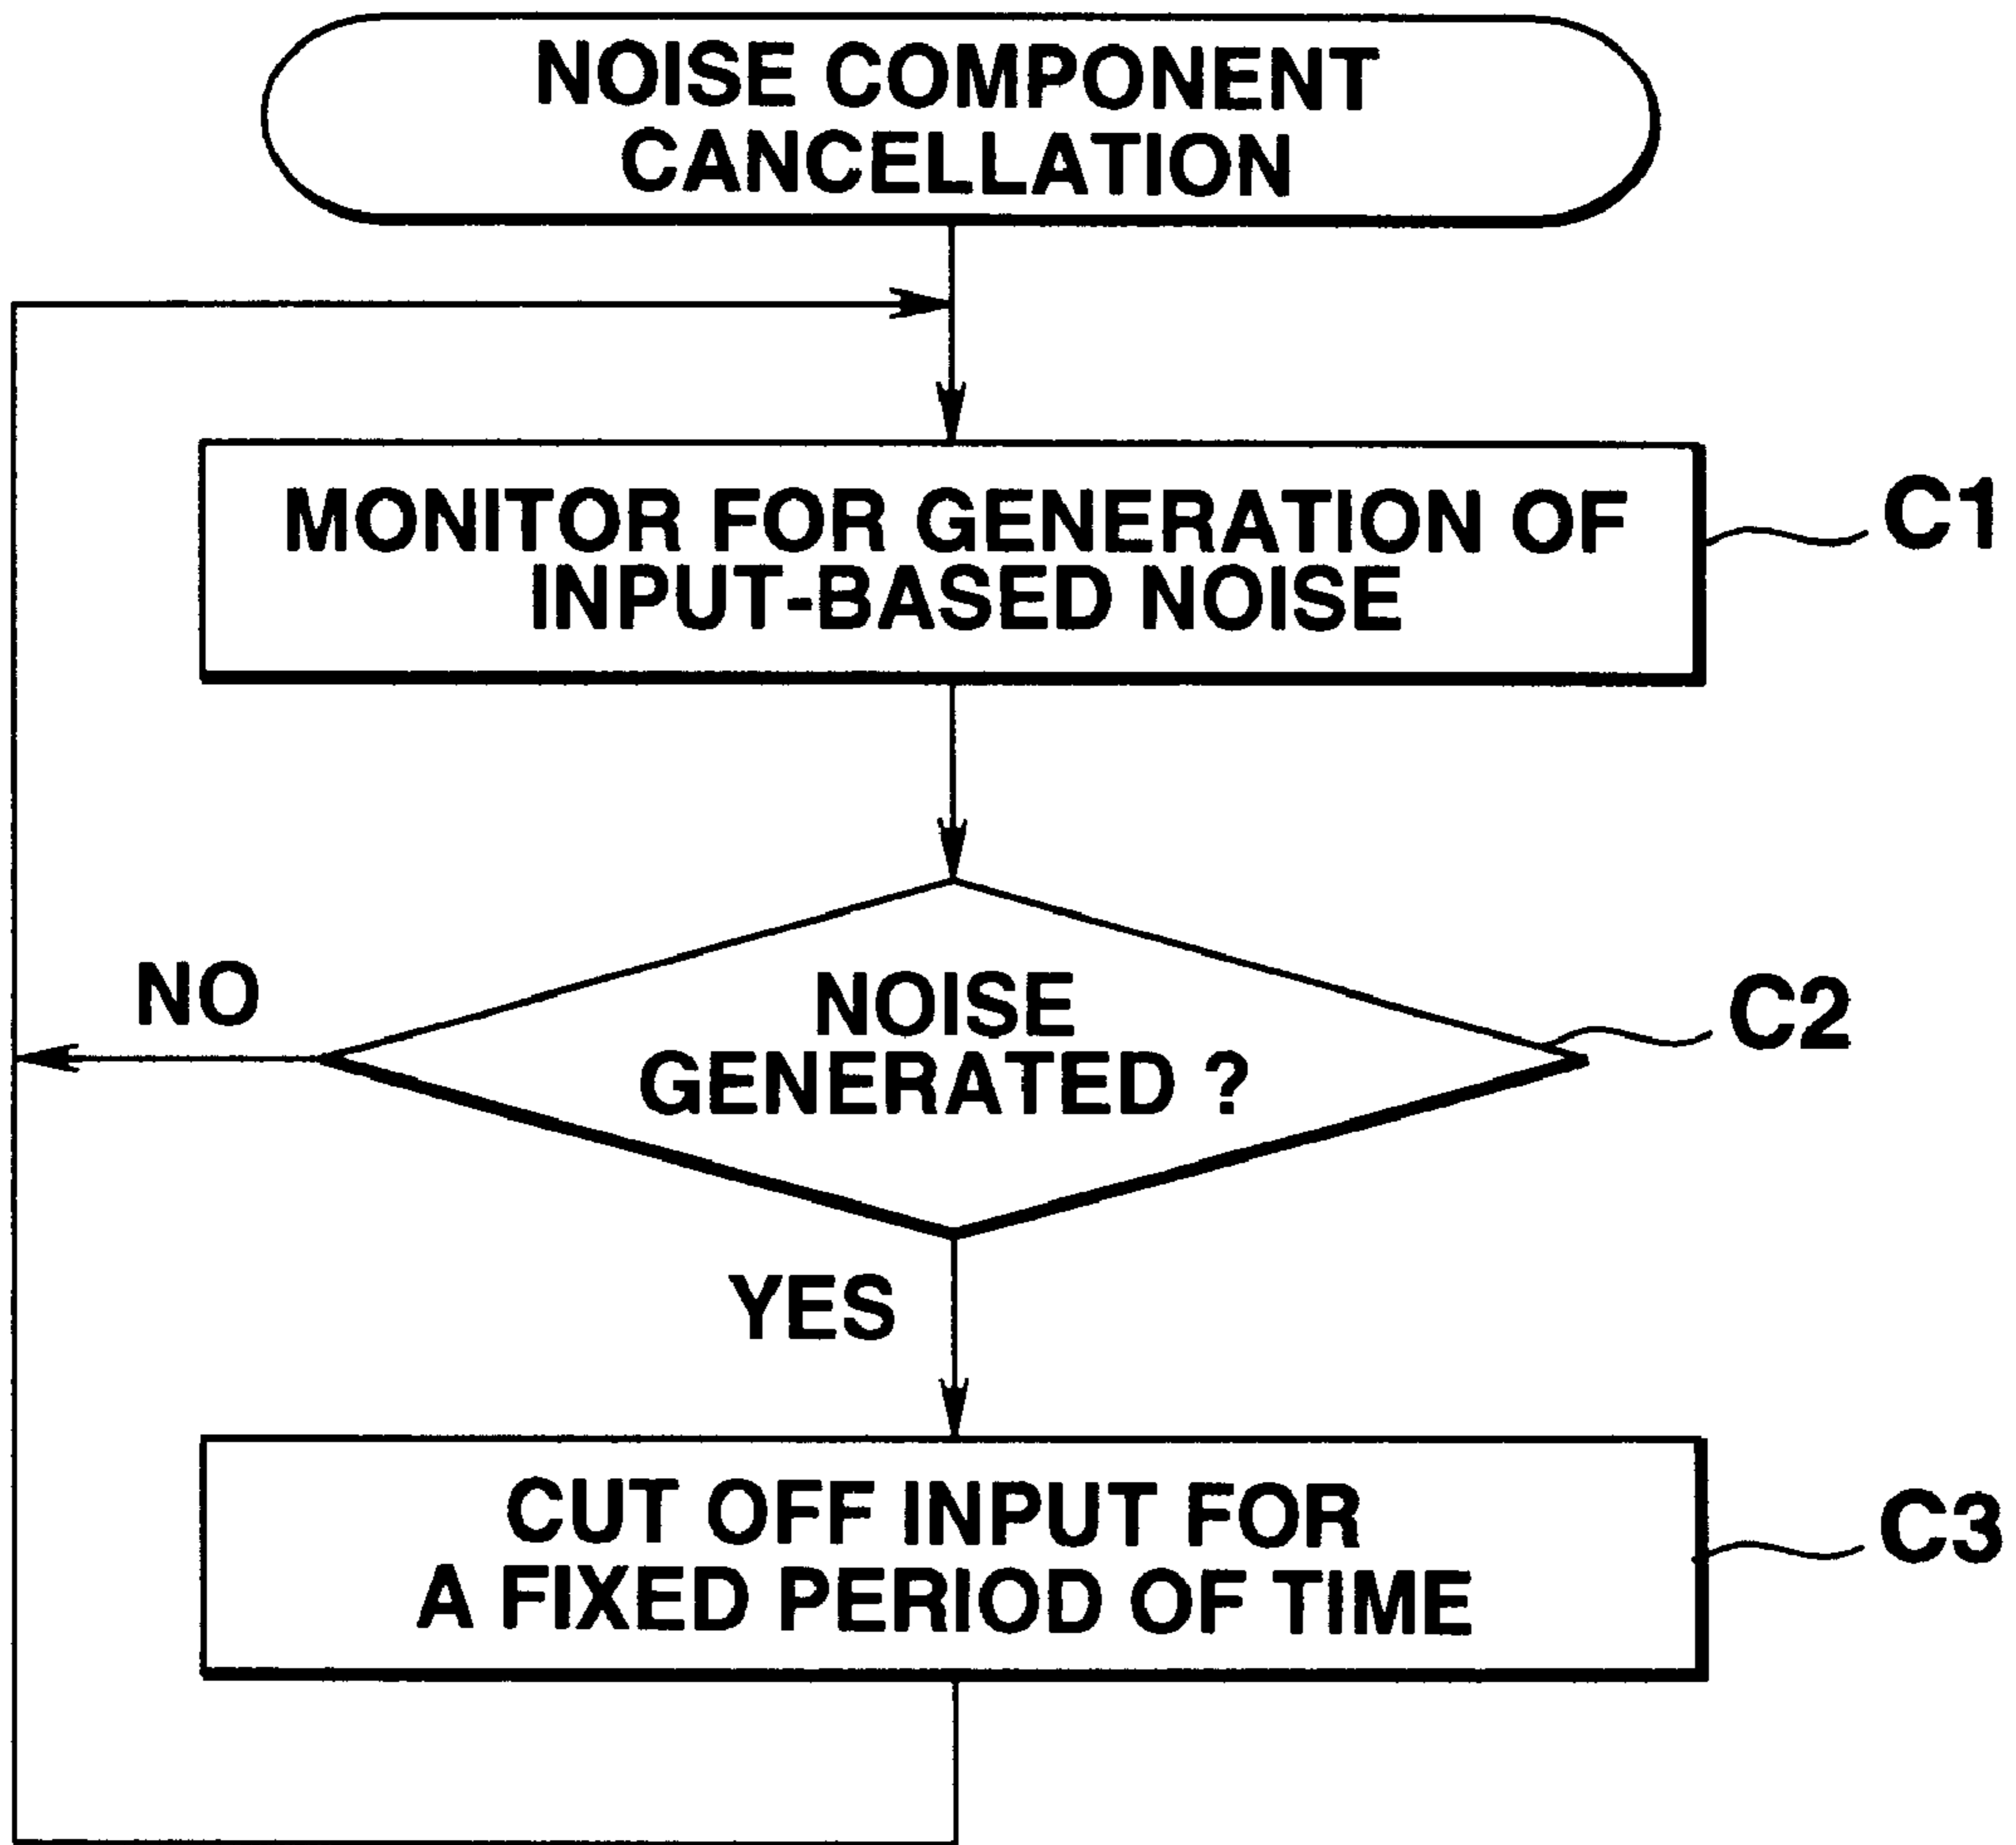 NOISE COMPONENT
CANCELLATION
MONITOR FOR GENERATION OF
INPUT-BASED NOISE
C1
NO
NOISE
GENERATED ?
C2
YES
CUT OFF INPUT FOR
A FIXED PERIOD OF TIME
C3